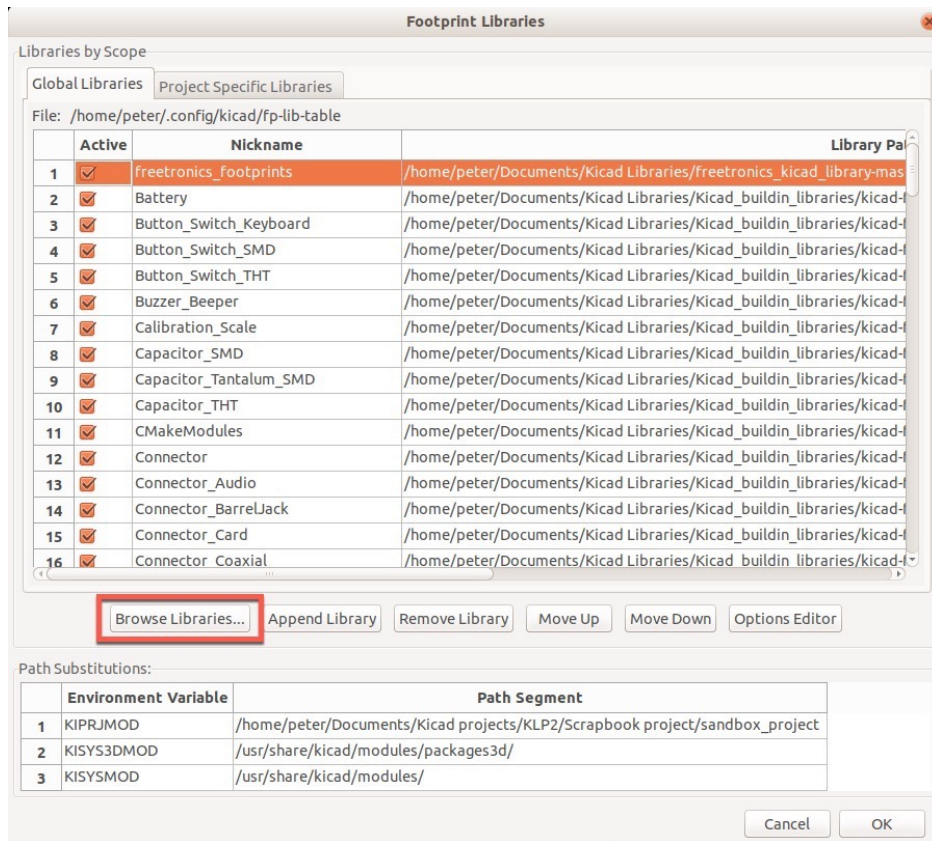 Footprint Libraries
Libraries by Scope
Global Libraries Project Specific Libraries
File: /home/peter/.config/kicad/fp-lib-table
Active Nickname Library Pa
1 freetronics_footprints /home/peter/Documents/Kicad Libraries/freetronics_kicad_library-mas
2 Battery /home/peter/Documents/Kicad Libraries/Kicad_buildin_libraries/kicad-f
3 Button_Switch_Keyboard /home/peter/Documents/Kicad Libraries/Kicad_buildin_libraries/kicad-f
4 Button_Switch_SMD /home/peter/Documents/Kicad Libraries/Kicad_buildin_libraries/kicad-f
5 Button_Switch_THT /home/peter/Documents/Kicad Libraries/Kicad_buildin_libraries/kicad-f
6 Buzzer_Beeper /home/peter/Documents/Kicad Libraries/Kicad_buildin_libraries/kicad-f
7 Calibration_Scale /home/peter/Documents/Kicad Libraries/Kicad_buildin_libraries/kicad-f
8 Capacitor_SMD /home/peter/Documents/Kicad Libraries/Kicad_buildin_libraries/kicad-f
9 Capacitor_Tantalum_SMD /home/peter/Documents/Kicad Libraries/Kicad_buildin_libraries/kicad-f
10 Capacitor_THT /home/peter/Documents/Kicad Libraries/Kicad_buildin_libraries/kicad-f
11 CMakeModules /home/peter/Documents/Kicad Libraries/Kicad_buildin_libraries/kicad-f
12 Connector /home/peter/Documents/Kicad Libraries/Kicad_buildin_libraries/kicad-f
13 Connector_Audio /home/peter/Documents/Kicad Libraries/Kicad_buildin_libraries/kicad-f
14 Connector_BarrelJack /home/peter/Documents/Kicad Libraries/Kicad_buildin_libraries/kicad-f
15 Connector_Card /home/peter/Documents/Kicad Libraries/Kicad_buildin_libraries/kicad-f
16 Connector_Coaxial /home/peter/Documents/Kicad Libraries/Kicad_buildin_libraries/kicad-f
Browse Libraries... Append Library Remove Library Move Up Move Down Options Editor
Path Substitutions:
Environment Variable Path Segment
1 KIPRJMOD /home/peter/Documents/Kicad projects/KLP2/Scrapbook project/sandbox_project
2 KISYS3DMOD /usr/share/kicad/modules/packages3d/
3 KISYSMOD /usr/share/kicad/modules/
Cancel OK